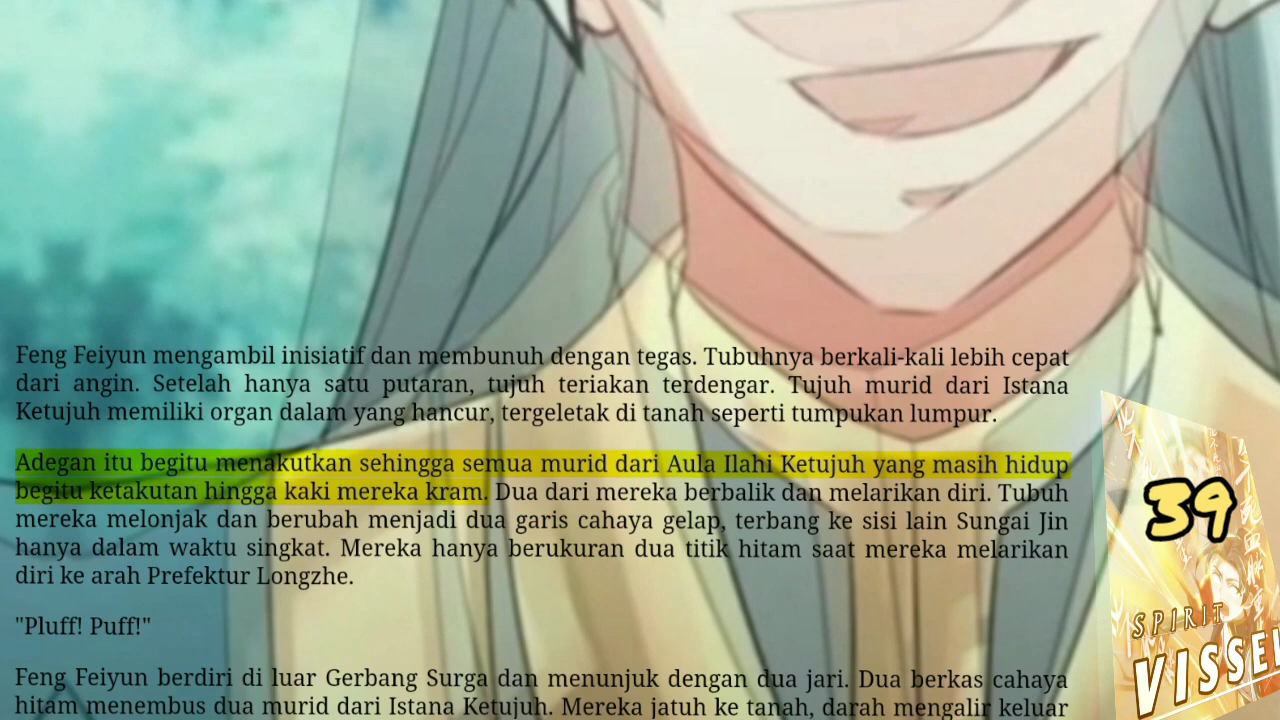 Feng Feiyun mengambil inisiatif dan membunuh dengan tegas. Tubuhnya berkali-kali lebih cepat
dari angin. Setelah hanya satu putaran, tujuh teriakan terdengar. Tujuh murid dari Istana
Ketujuh memiliki organ dalam yang hancur, tergeletak di tanah seperti tumpukan lumpur.
Adegan itu begitu menakutkan sehingga semua murid dari Aula Ilahi Ketujuh yang masih hidup
begitu ketakutan hingga kaki mereka kram. Dua dari mereka berbalik dan melarikan diri. Tubuh
mereka melonjak dan berubah menjadi dua garis cahaya gelap, terbang ke sisi lain Sungai Jin
hanya dalam waktu singkat. Mereka hanya berukuran dua titik hitam saat mereka melarikan
diri ke arah Prefektur Longzhe.
"Pluff! Puff!"
Feng Feiyun berdiri di luar Gerbang Surga dan menunjuk dengan dua jari. Dua berkas cahaya
hitam menembus dua murid dari Istana Ketujuh. Mereka jatuh ke tanah, darah mengalir keluar
39
SPIRIT
VISSEL